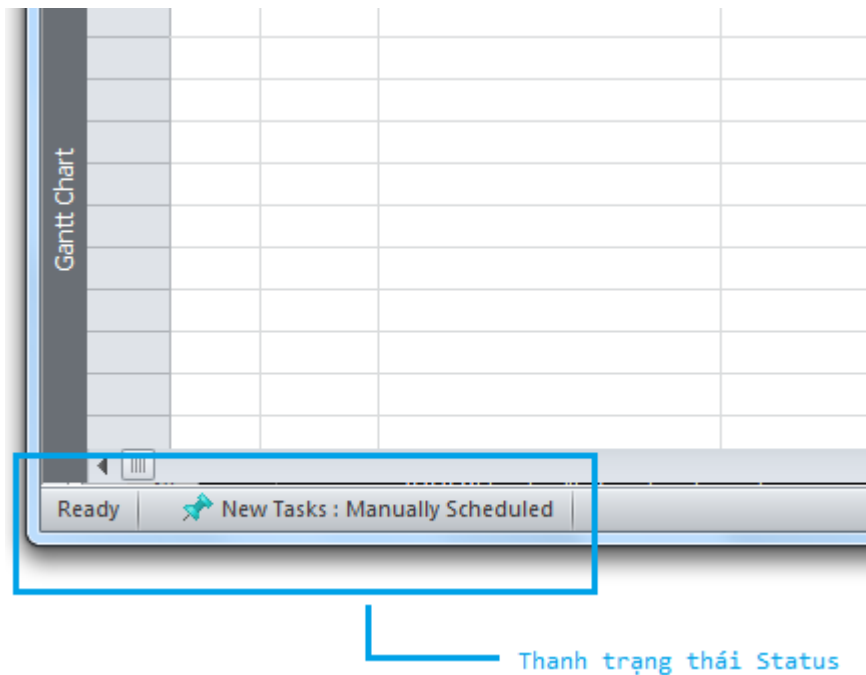 Gantt Chart
Ready
New Tasks : Manually Scheduled
Thanh trạng thái Status